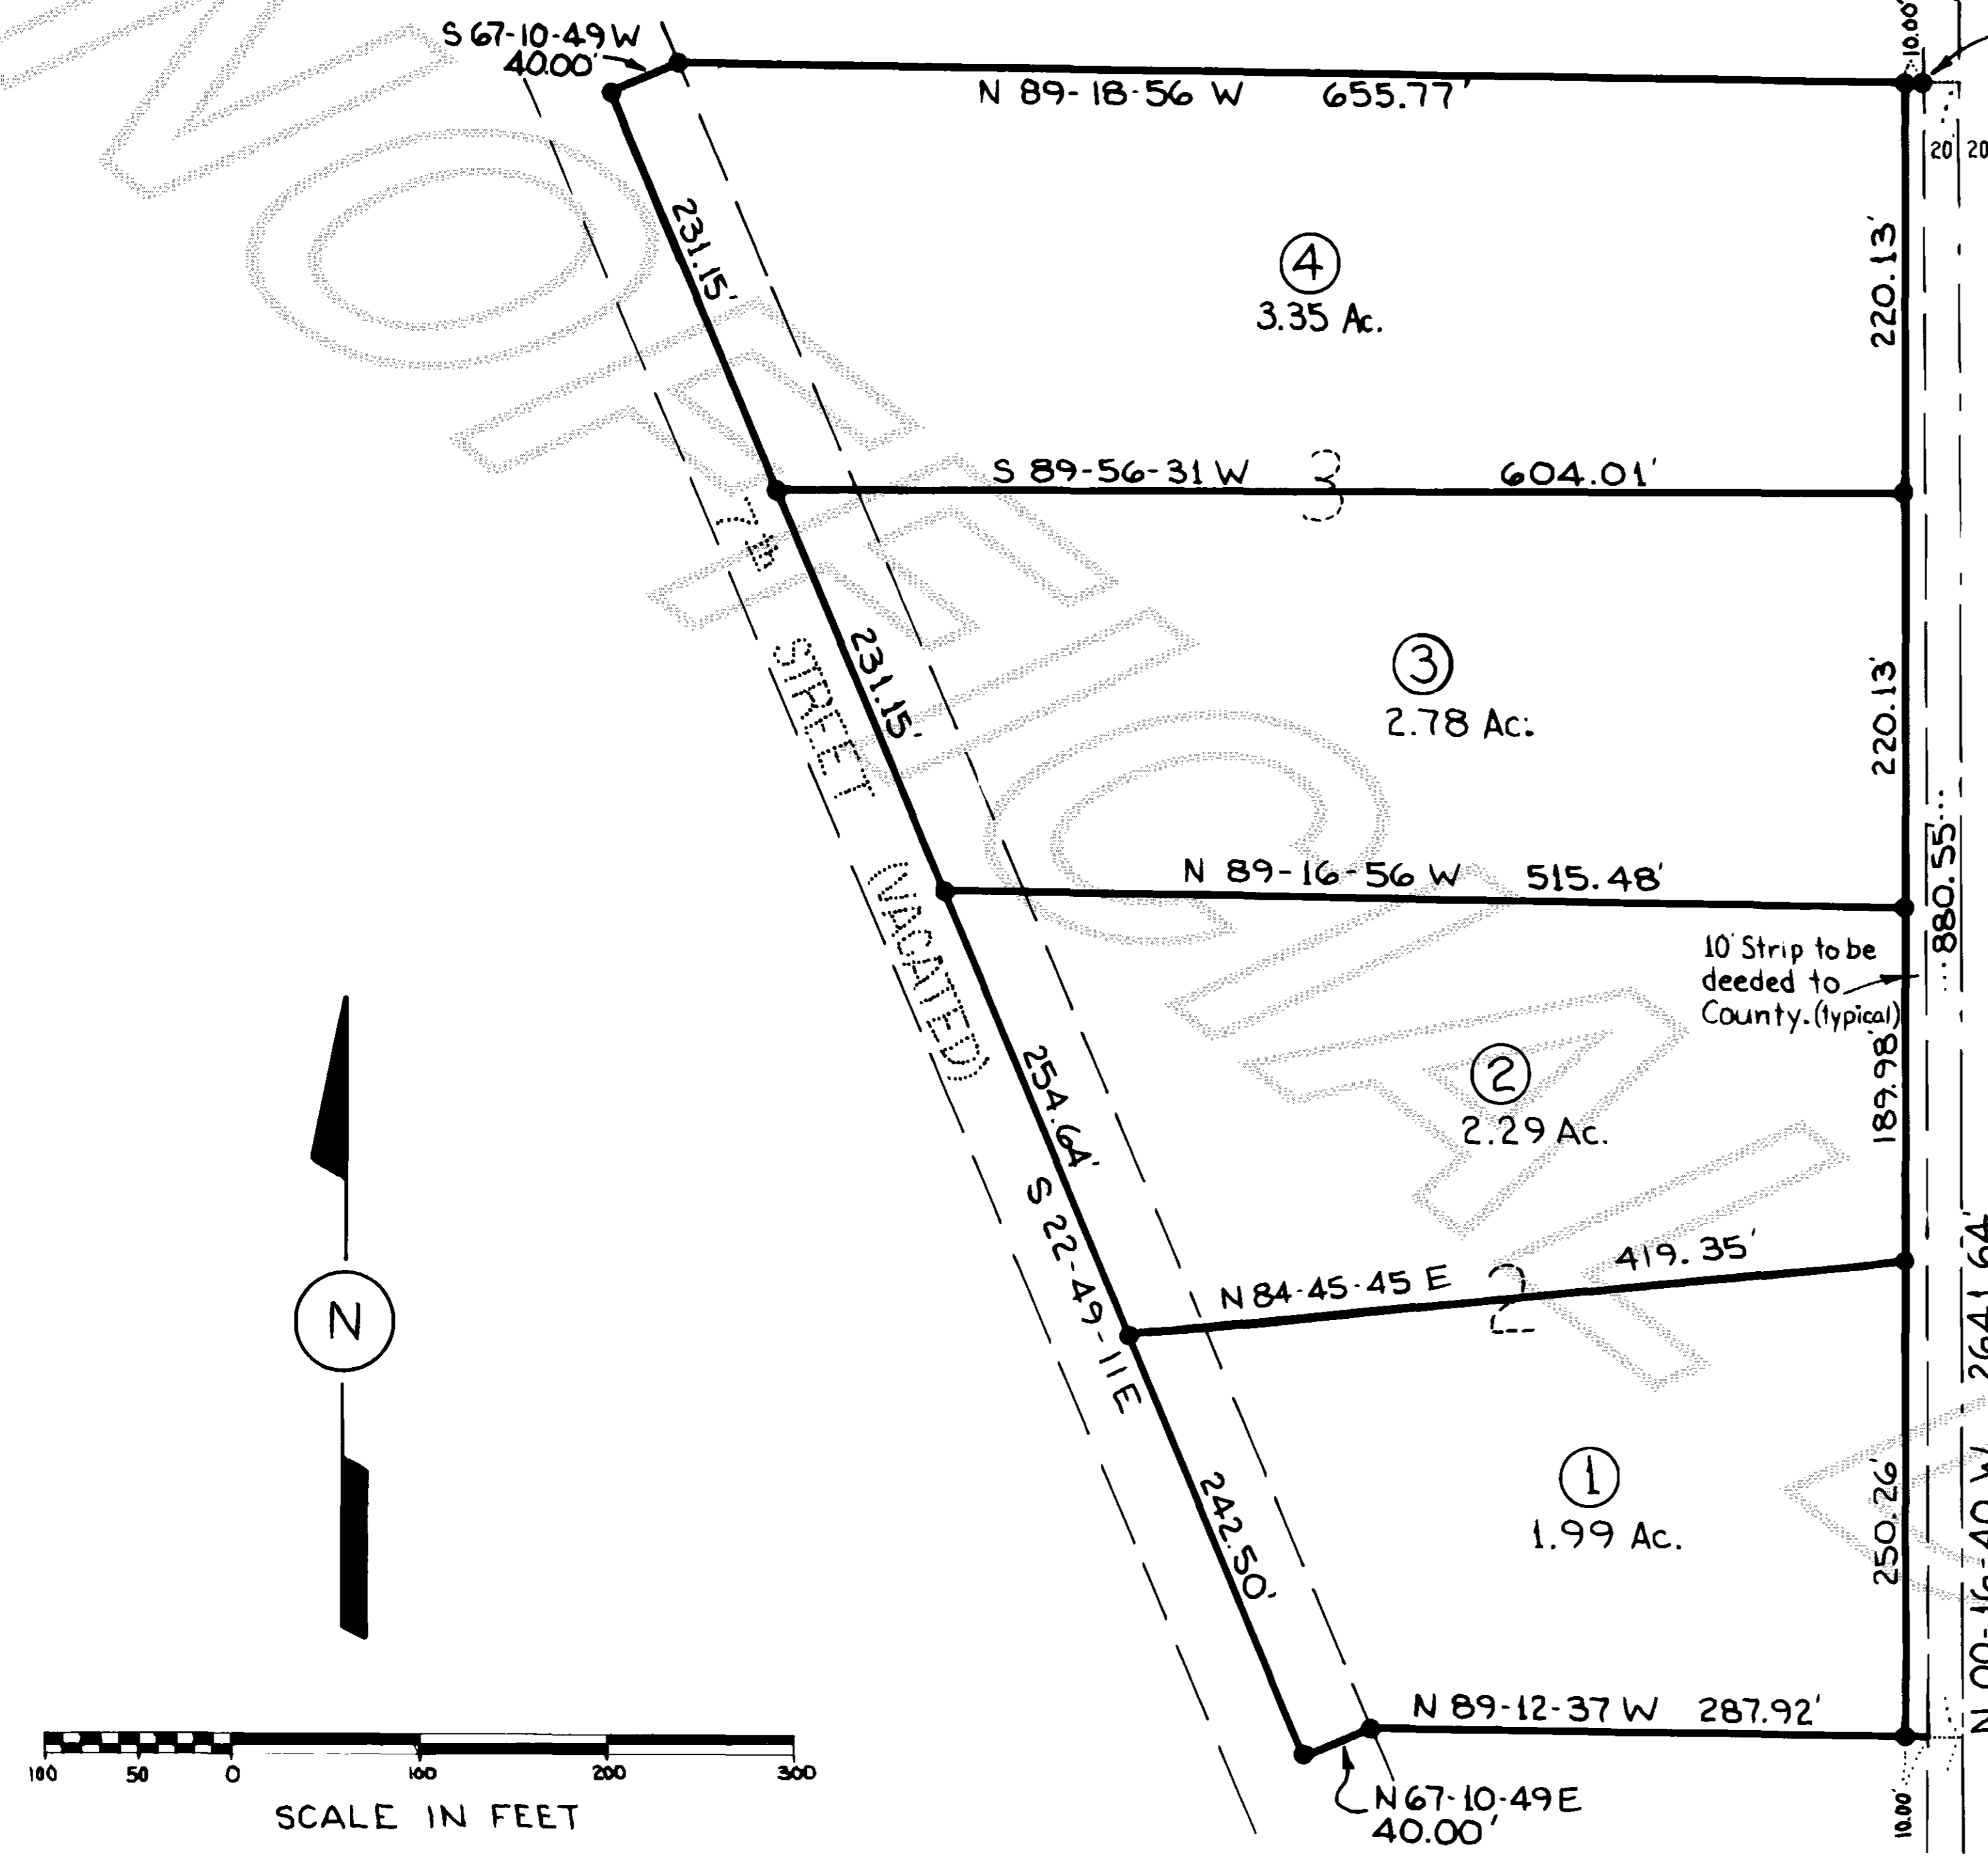 S 67-10-49 W
40.00'
10.00'
N 89-18-56 W 655.77'
20 20
231.15'
4
3.35 Ac.
220.13'
S 89-56-31 W 3 604.01'
7th STREET (VACATED)
231.15'
3
2.78 Ac.
220.13'
N 89-16-56 W 515.48'
880.55
10' Strip to be
deeded to
County. (typical)
254.64'
S 22-49-11 E
2
2.29 Ac.
189.98'
N 84-45-45 E 2 419.35'
N 00-16-40 W 2641.64'
242.50'
1
1.99 Ac.
250.26'
N 89-12-37 W 287.92'
N 67-10-49 E
40.00'
10.00'
N
100 50 0 100 200 300
SCALE IN FEET